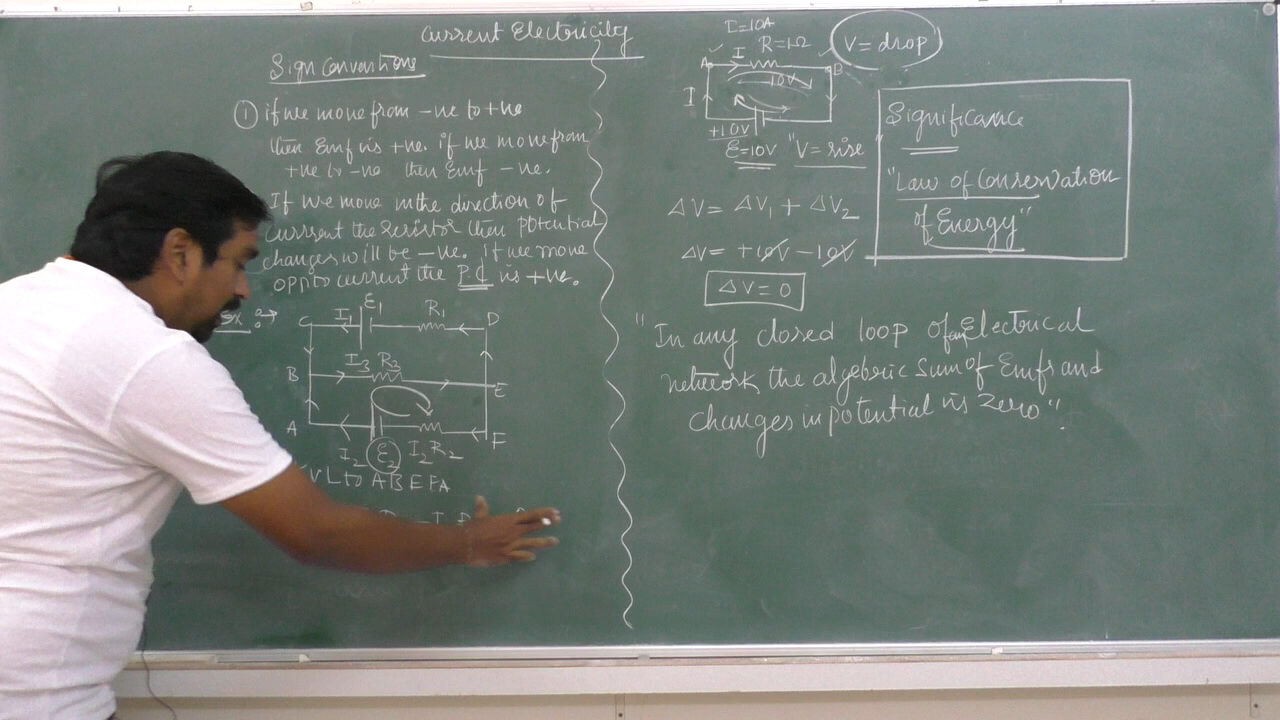 Current Electricity
Sign Conventions
① if we move from -ve to +ve
then Emf is +ve. if we move from
+ve to -ve then Emf -ve.
If we move in the direction of
current the resistor then potential
changes will be -ve. if we move
opp to current the P.d is +ve.
I₁ E₁ R₁
C D
I₃ R₃
B E
A F
I₂ E₂ I₂ R₂
VL to ABEFA
I=10A
I R=1Ω
V = drop
A B
-10V
I
+10V
E=10V "V = rise
Significance
"Law of Conservation
of Energy"
ΔV = ΔV₁ + ΔV₂
ΔV = +10V - 10V
ΔV = 0
"In any closed loop of an Electrical
network, the algebric sum of Emfs and
changes in potential is Zero".